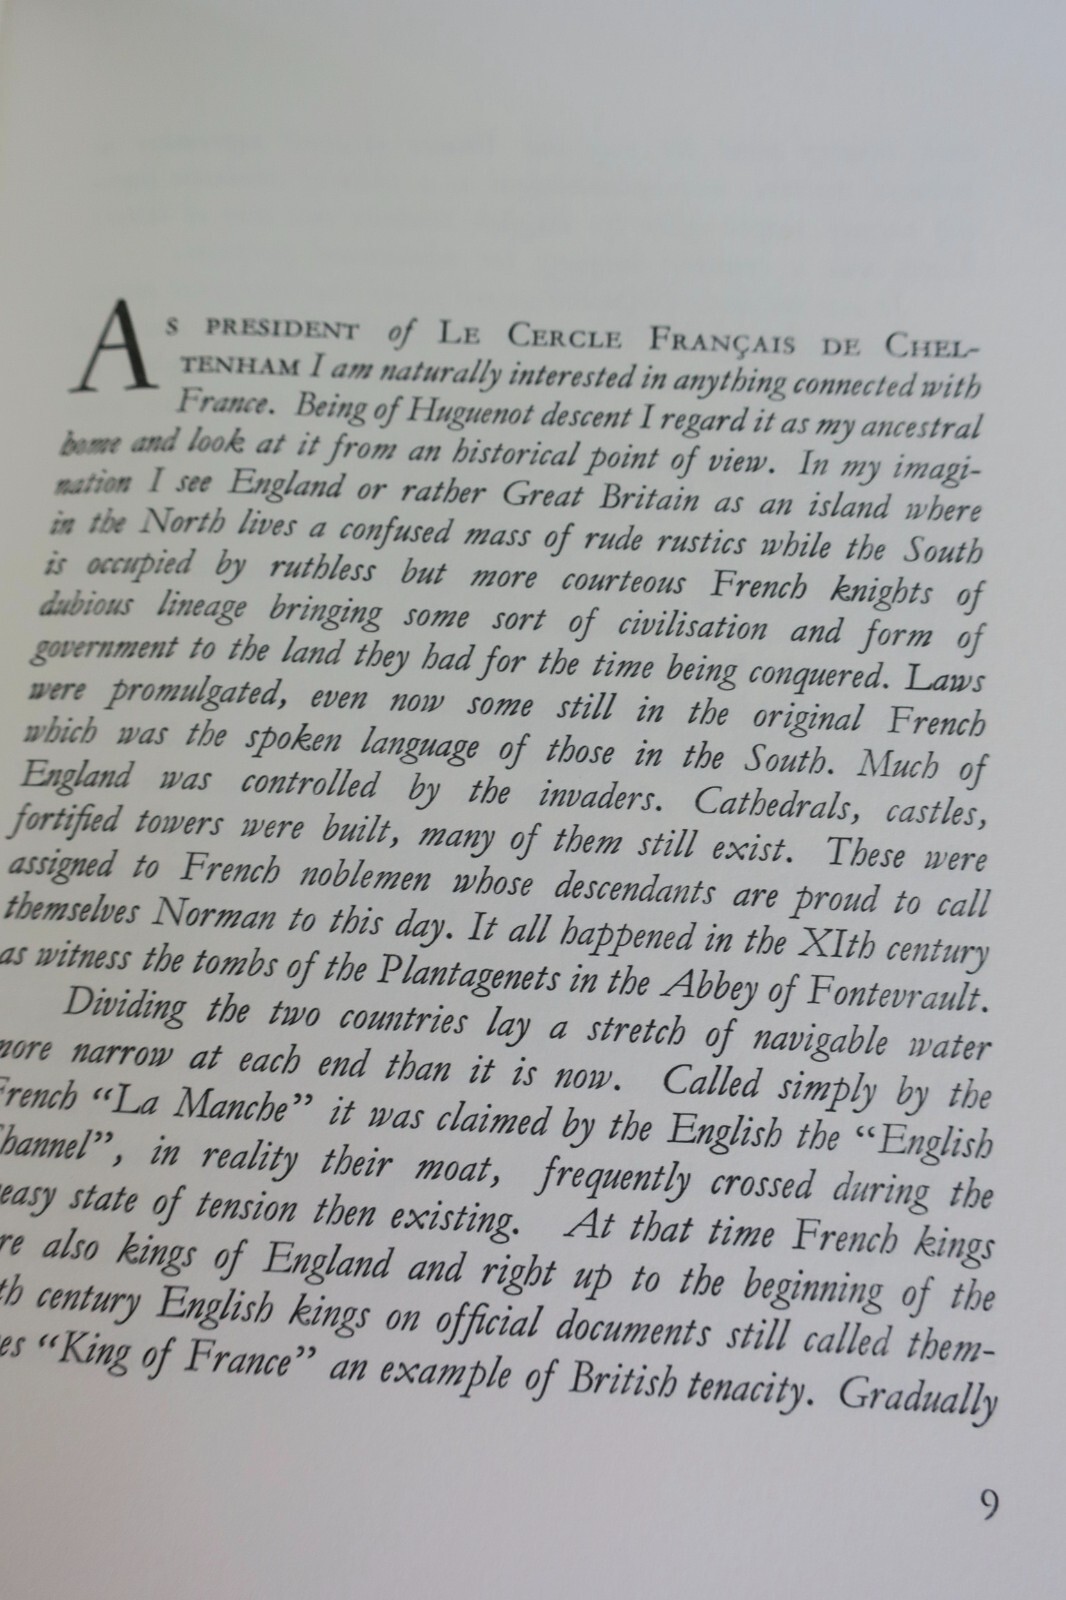 AS PRESIDENT of LE CERCLE FRANÇAIS DE CHEL-
TENHAM I am naturally interested in anything connected with
France. Being of Huguenot descent I regard it as my ancestral
home and look at it from an historical point of view. In my imagi-
nation I see England or rather Great Britain as an island where
in the North lives a confused mass of rude rustics while the South
is occupied by ruthless but more courteous French knights of
dubious lineage bringing some sort of civilisation and form of
government to the land they had for the time being conquered. Laws
were promulgated, even now some still in the original French
which was the spoken language of those in the South. Much of
England was controlled by the invaders. Cathedrals, castles,
fortified towers were built, many of them still exist. These were
assigned to French noblemen whose descendants are proud to call
themselves Norman to this day. It all happened in the XIth century
as witness the tombs of the Plantagenets in the Abbey of Fontevrault.
Dividing the two countries lay a stretch of navigable water
more narrow at each end than it is now. Called simply by the
French "La Manche" it was claimed by the English the "English
hannel", in reality their moat, frequently crossed during the
easy state of tension then existing. At that time French kings
re also kings of England and right up to the beginning of the
th century English kings on official documents still called them-
es "King of France" an example of British tenacity. Gradually
9